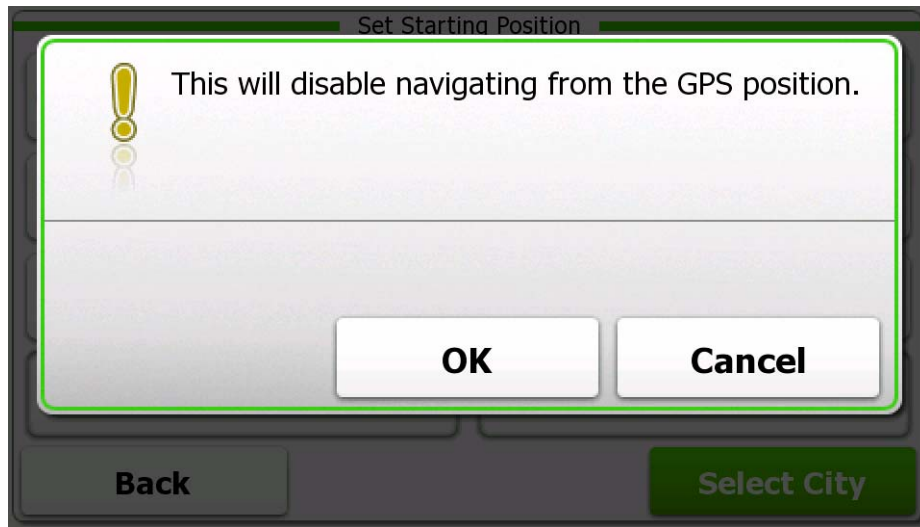 Set Starting Position
This will disable navigating from the GPS position.
OK
Cancel
Back
Select City